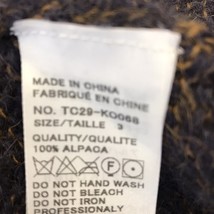 MADE IN CHINA
FABRIQUÉ EN CHINE
NO. TC29-KO068
SIZE/TAILLE 3
QUALITY/QUALITE
100% ALPACA
DO NOT HAND WASH
DO NOT BLEACH
DO NOT IRON
PROFESSIONALY